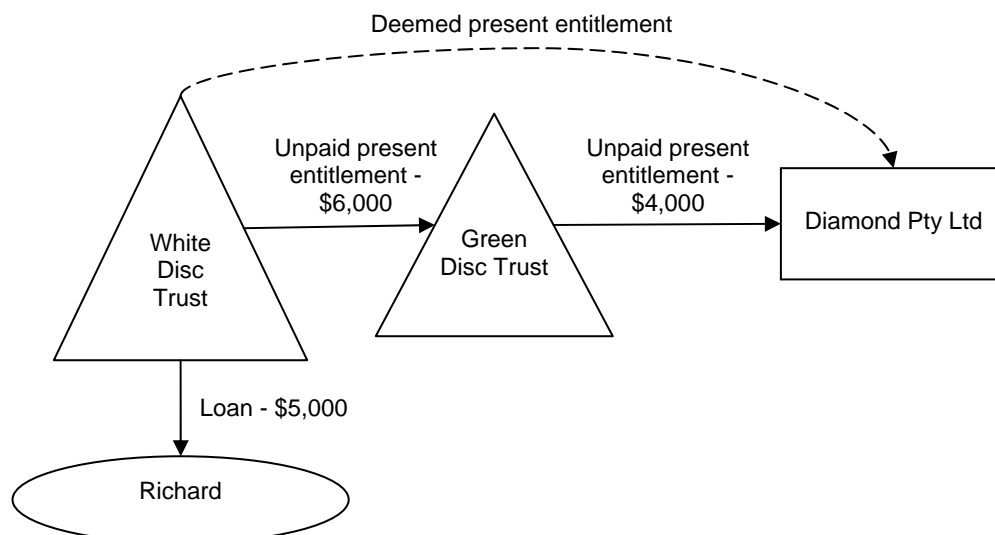 Deemed present entitlement
Unpaid present
entitlement -
$6,000
Unpaid present
entitlement -
$4,000
White
Disc
Trust
Green
Disc Trust
Diamond Pty Ltd
Loan - $5,000
Richard